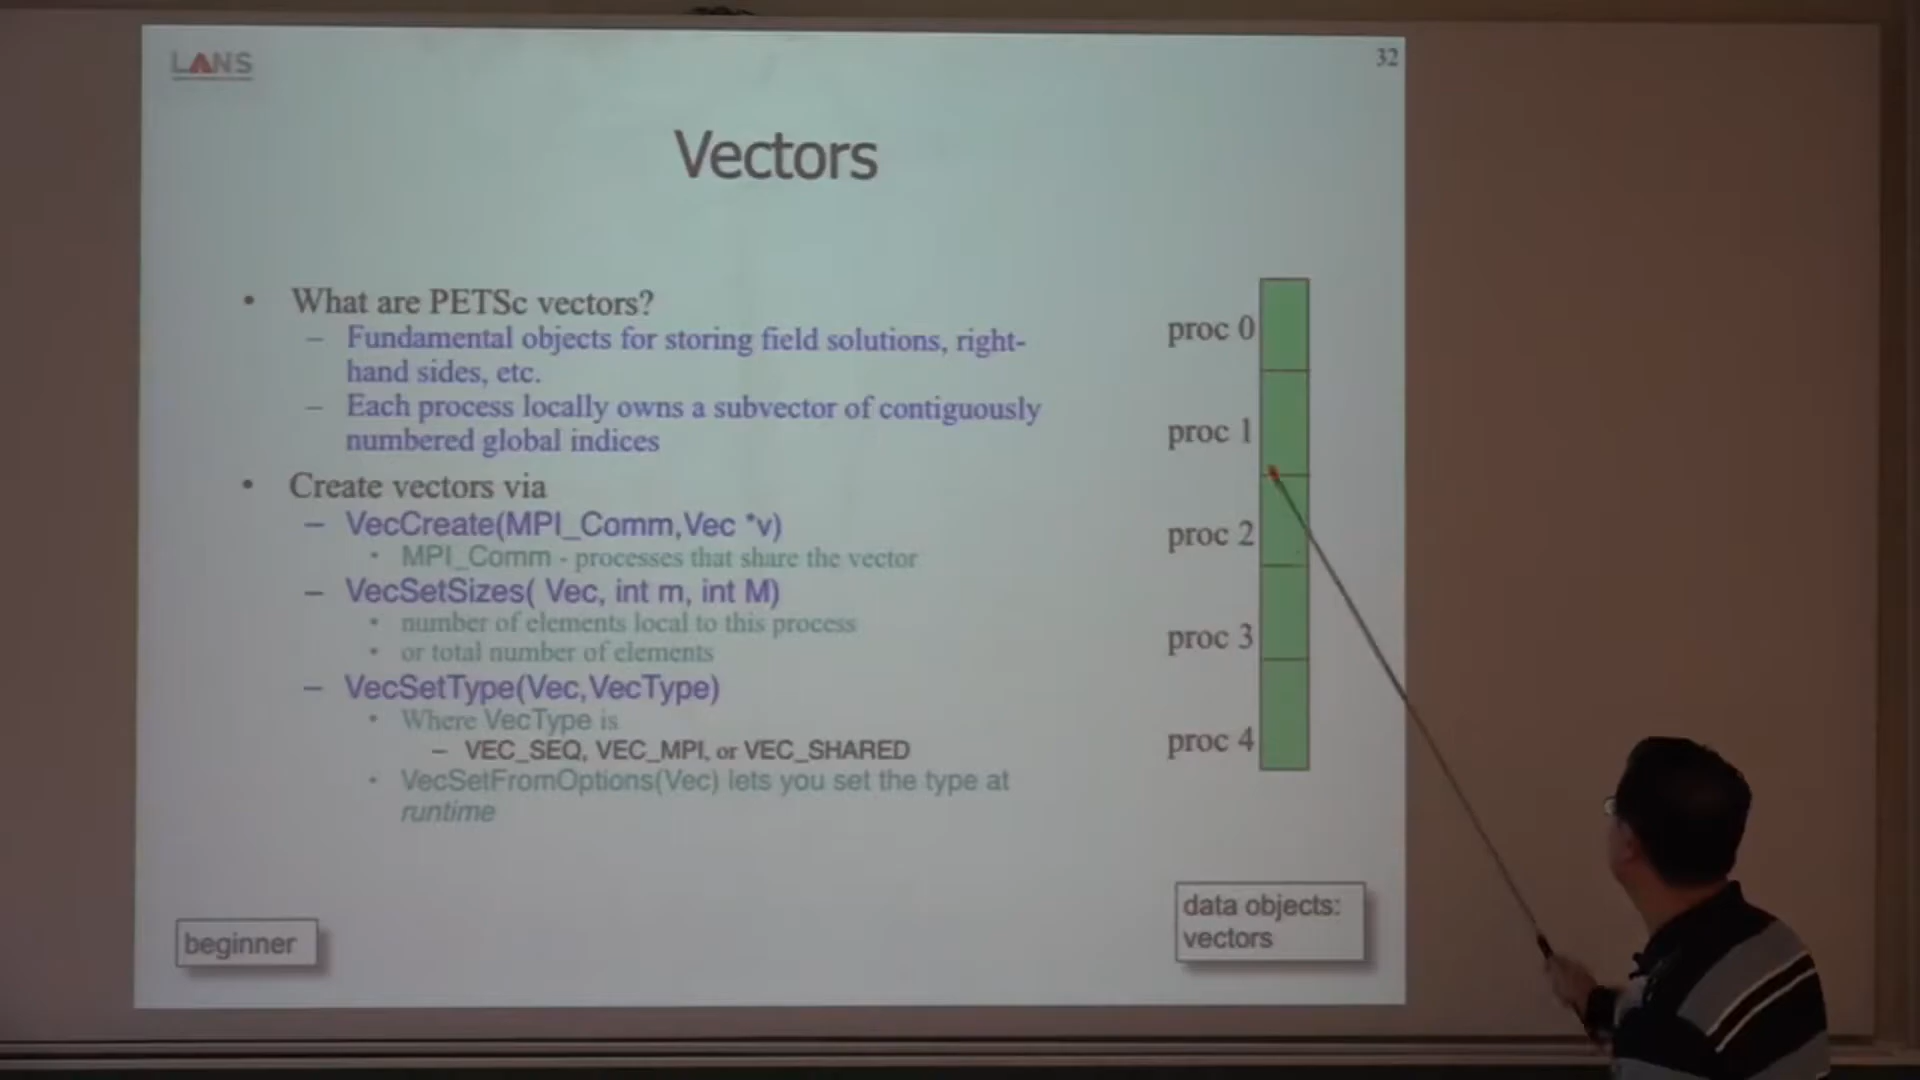 LANS
32
Vectors
• What are PETSc vectors?
– Fundamental objects for storing field solutions, right-
hand sides, etc.
– Each process locally owns a subvector of contiguously
numbered global indices
• Create vectors via
– VecCreate(MPI_Comm,Vec *v)
• MPI_Comm - processes that share the vector
– VecSetSizes( Vec, int m, int M)
• number of elements local to this process
• or total number of elements
– VecSetType(Vec,VecType)
• Where VecType is
– VEC_SEQ, VEC_MPI, or VEC_SHARED
• VecSetFromOptions(Vec) lets you set the type at
runtime
proc 0
proc 1
proc 2
proc 3
proc 4
beginner
data objects:
vectors